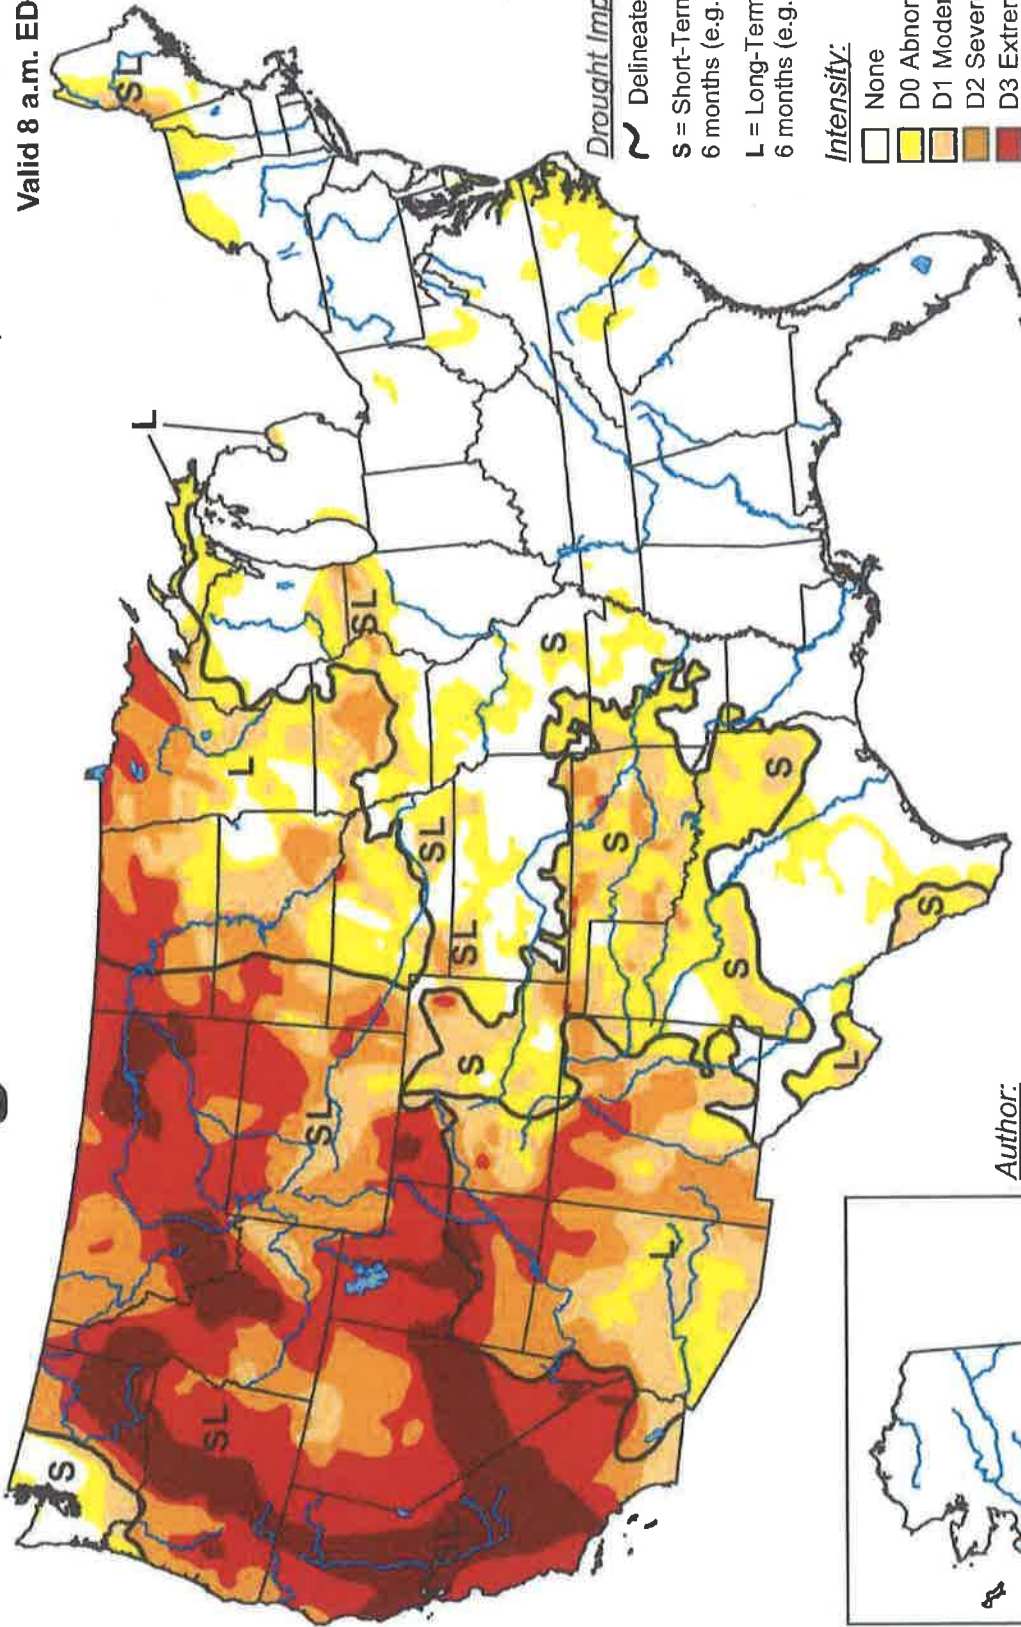 Valid 8 a.m. ED
L
S
L
SL
SL
L
S
SL
SL
S
S
S
S
S
L
SL
SL
S
L
Drought Imp
Delineate
S = Short-Term
6 months (e.g.
L = Long-Term
6 months (e.g.
Intensity:
None
D0 Abnor
D1 Moder
D2 Sever
D3 Extrem
Author: